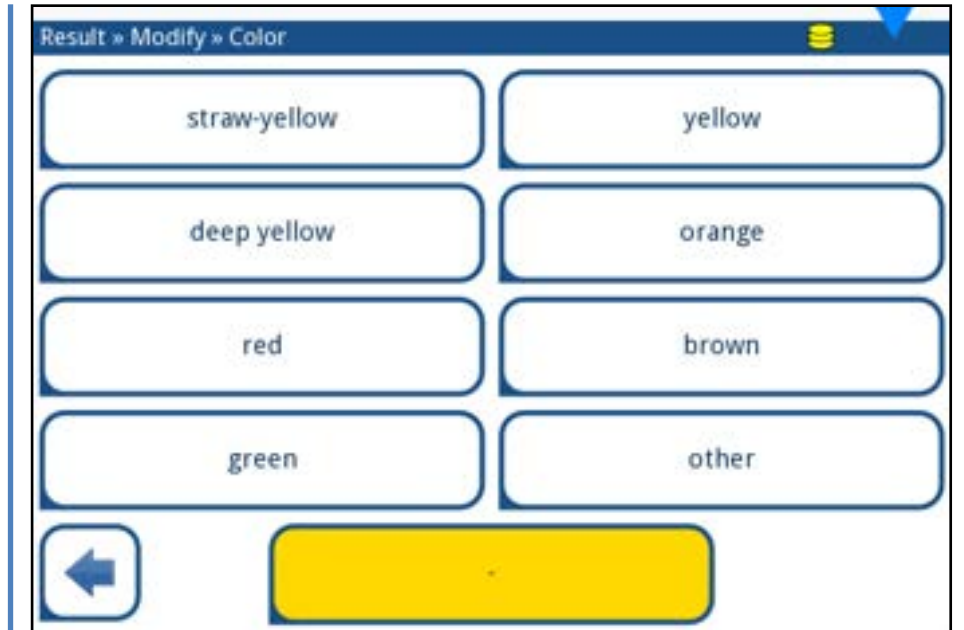 Result » Modify » Color
straw-yellow
yellow
deep yellow
orange
red
brown
green
other
-